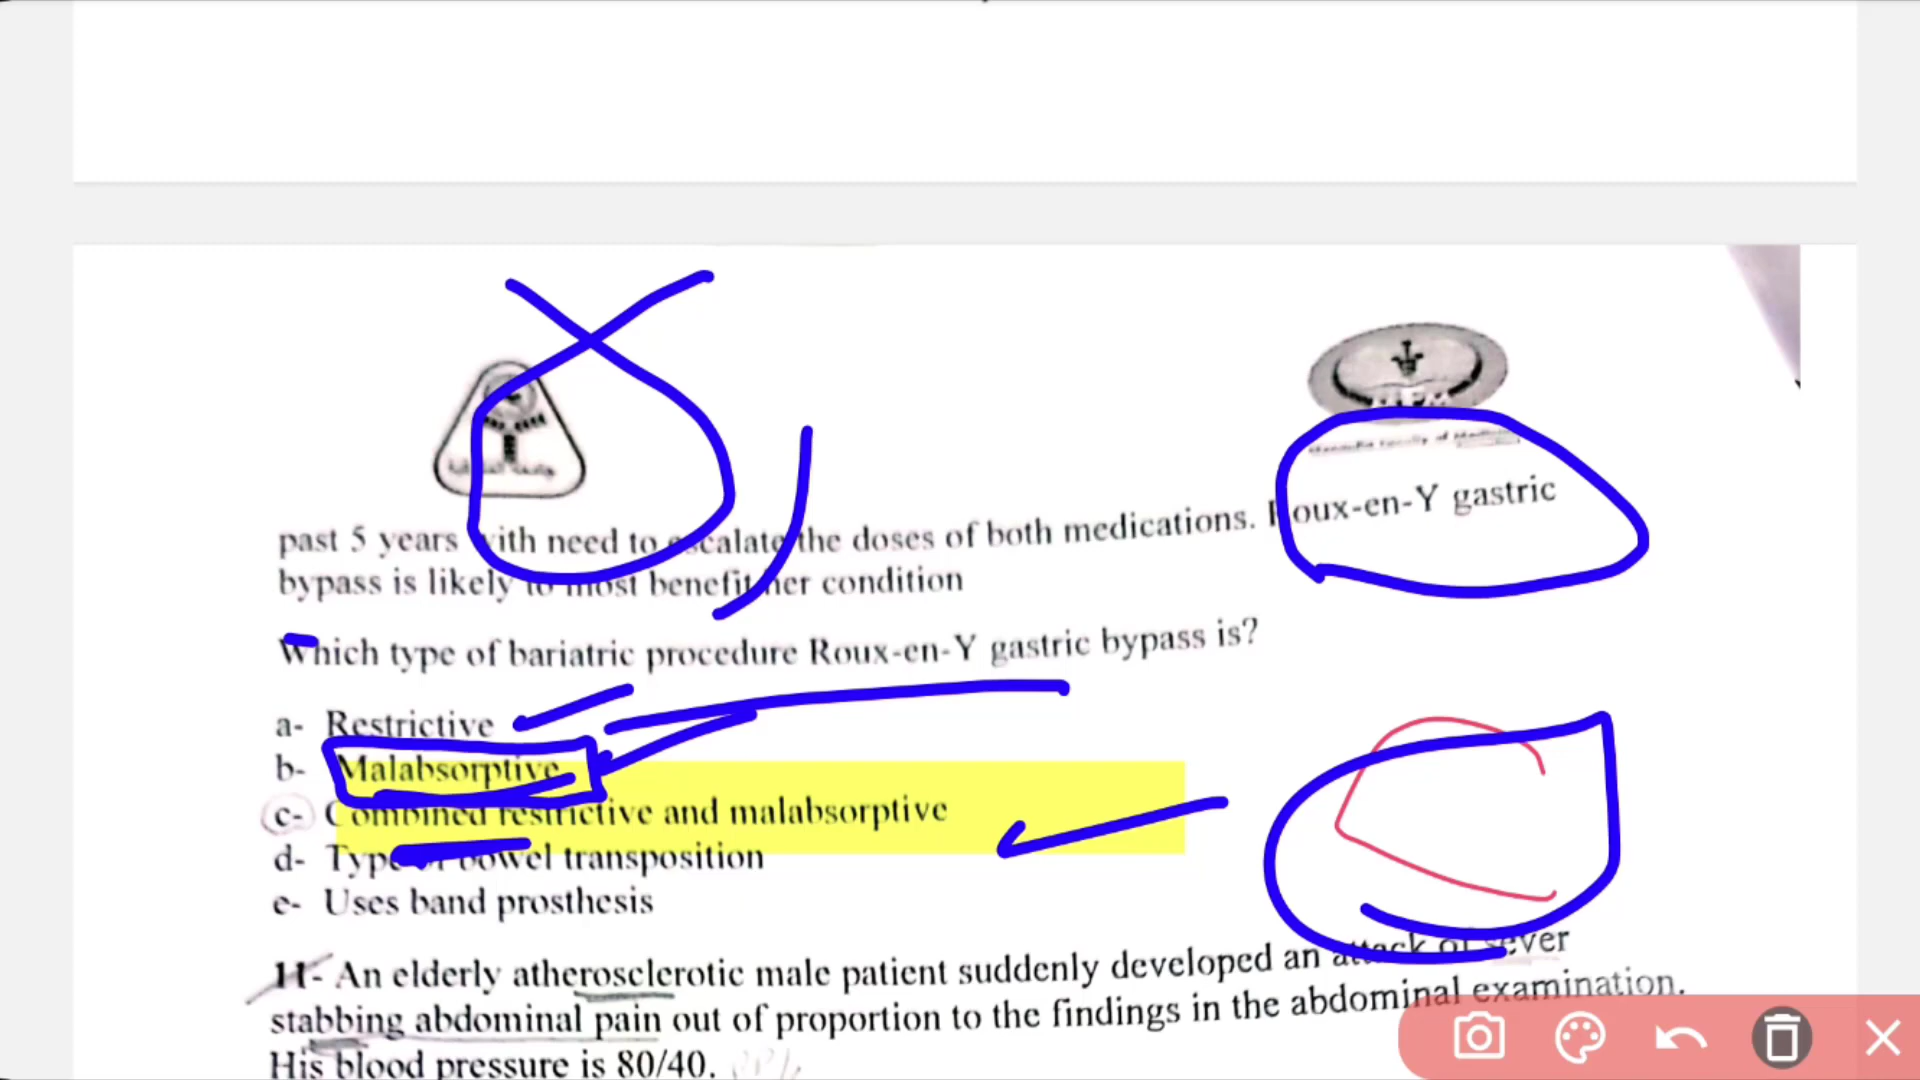 past 5 years with need to escalate the doses of both medications. Roux-en-Y gastric
bypass is likely to most benefit her condition
Which type of bariatric procedure Roux-en-Y gastric bypass is?
a- Restrictive
b- Malabsorptive
c- Combined restrictive and malabsorptive
d- Type of bowel transposition
e- Uses band prosthesis
11- An elderly atherosclerotic male patient suddenly developed an attack of sever
stabbing abdominal pain out of proportion to the findings in the abdominal examination.
His blood pressure is 80/40.